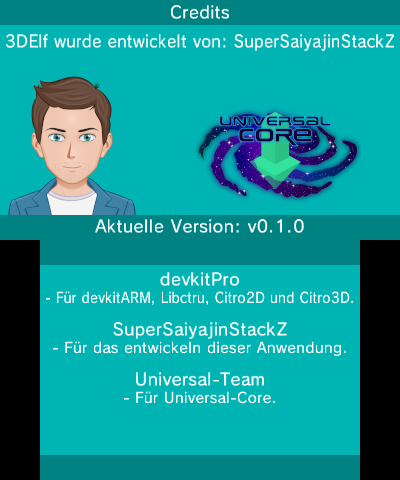 Credits
3DElf wurde entwickelt von: SuperSaiyajinStackZ
UNIVERSAL
CORE
Aktuelle Version: v0.1.0
devkitPro
- Für devkitARM, Libctru, Citro2D und Citro3D.
SuperSaiyajinStackZ
- Für das entwickeln dieser Anwendung.
Universal-Team
- Für Universal-Core.